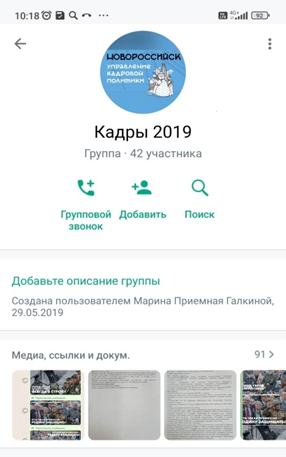 10:18
4G+
92
НОВОРОССИЙСК
УПРАВЛЕНИЕ
КАДРОВОЙ
ПОЛИТИКИ
Кадры 2019
Группа · 42 участника
Групповой звонок
Добавить
Поиск
Добавьте описание группы
Создана пользователем Марина Приемная Галкиной,
29.05.2019
Медиа, ссылки и докум.
91